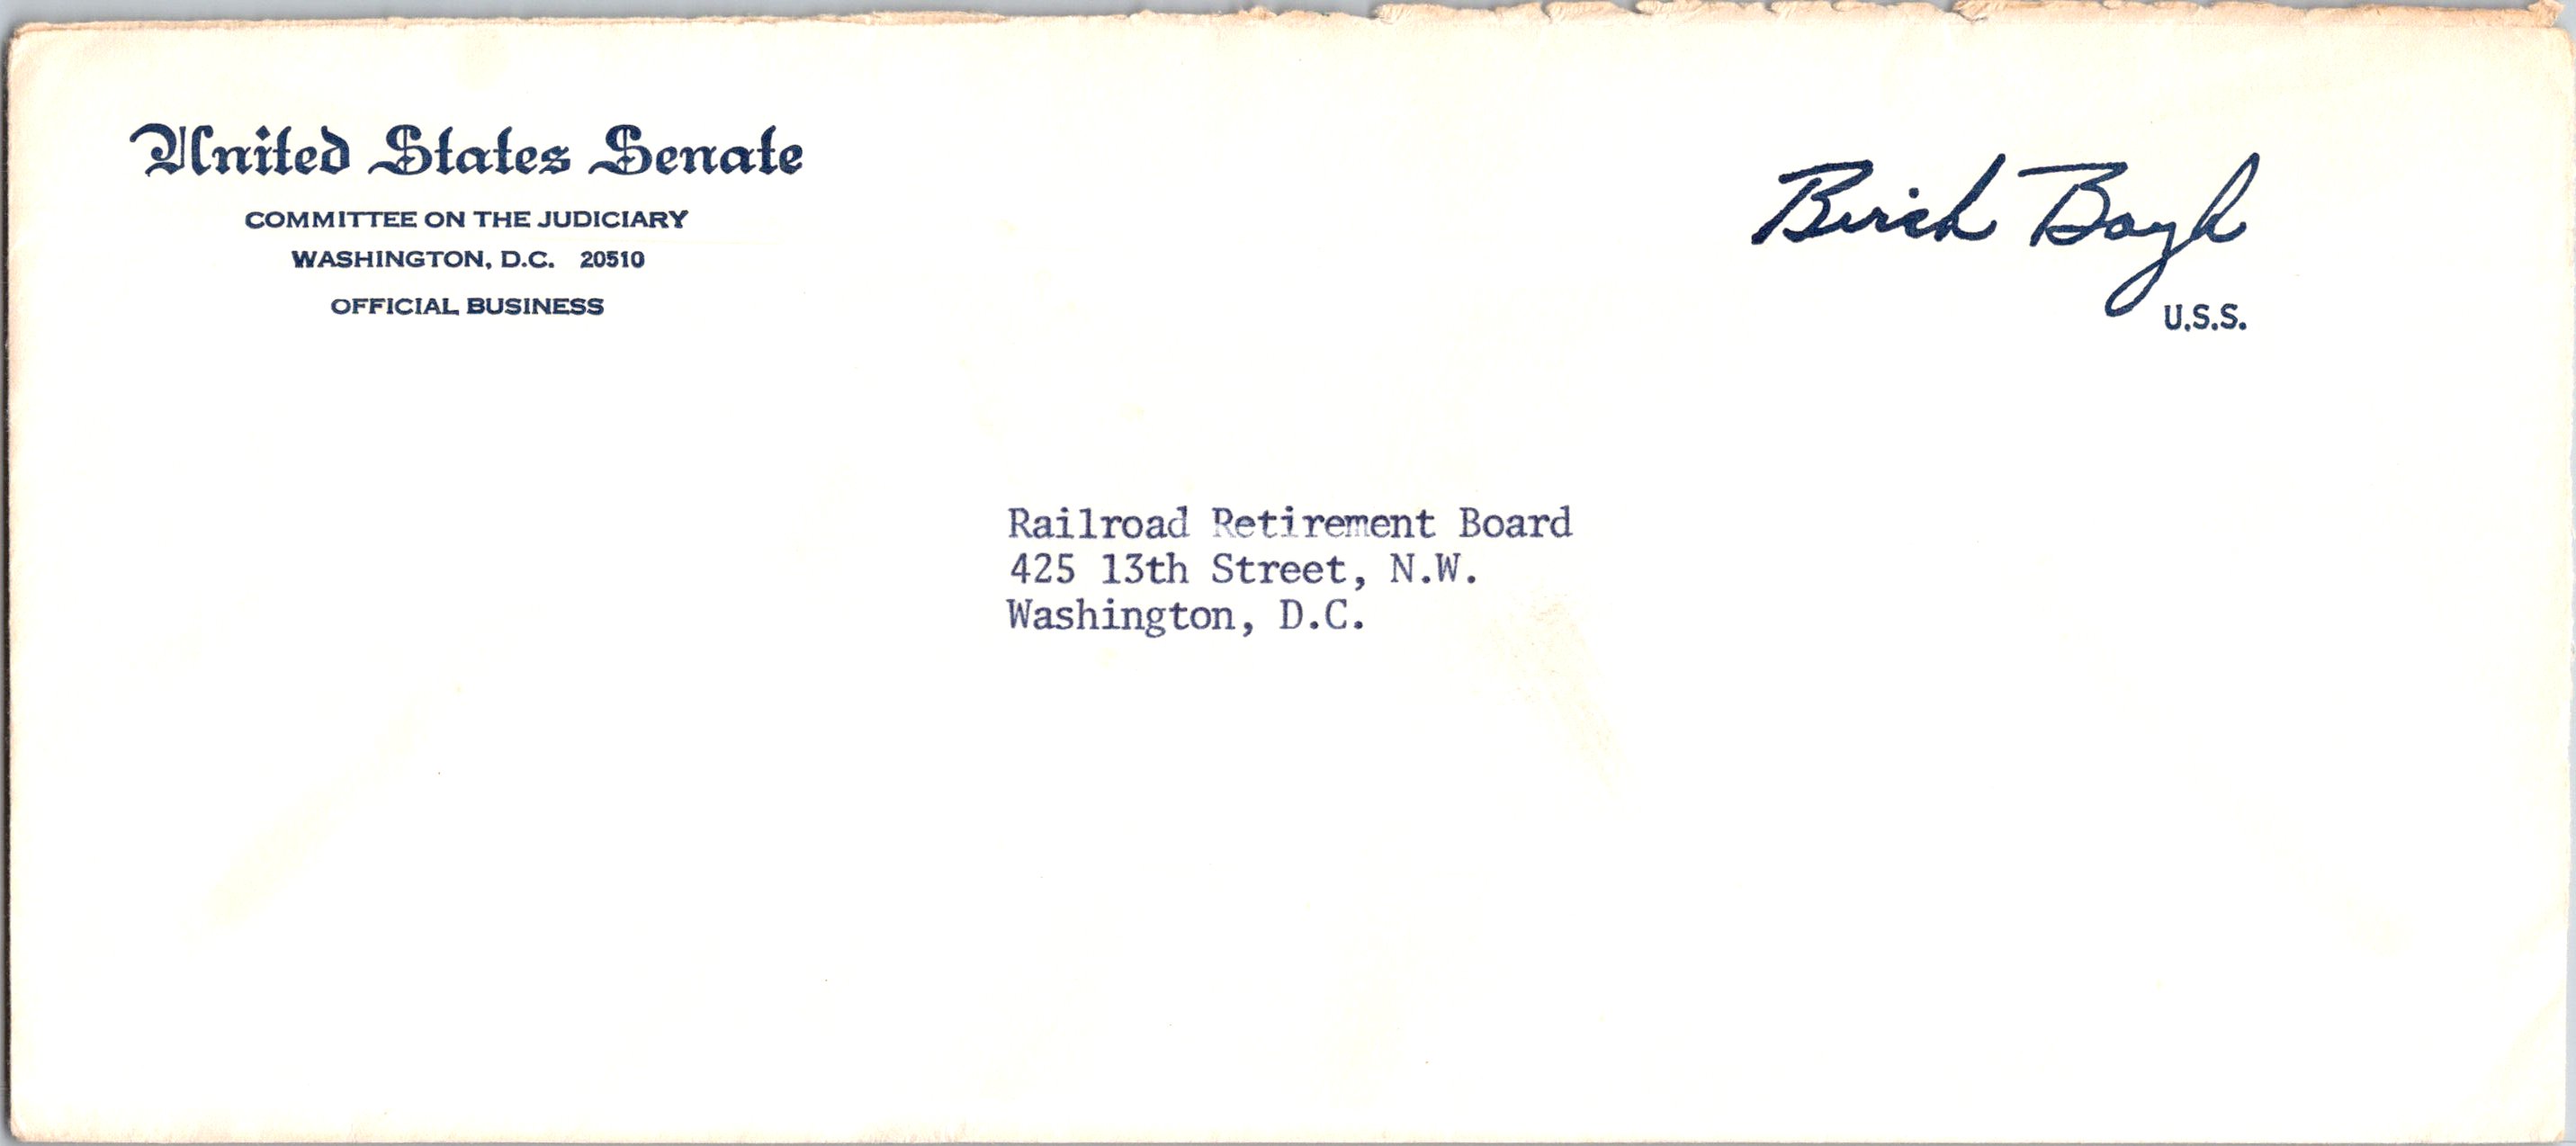 United States Senate
COMMITTEE ON THE JUDICIARY
WASHINGTON, D.C. 20510
OFFICIAL BUSINESS
Birch Bayh
U.S.S.
Railroad Retirement Board
425 13th Street, N.W.
Washington, D.C.